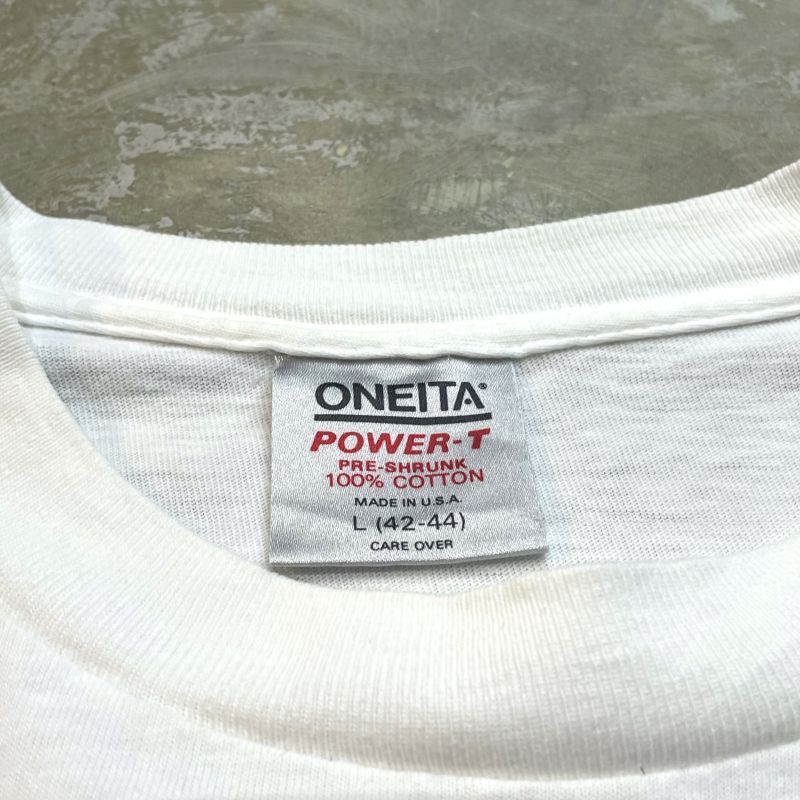 ONEITA®
POWER-T
PRE-SHRUNK
100% COTTON
MADE IN U.S.A.
L (42-44)
CARE OVER